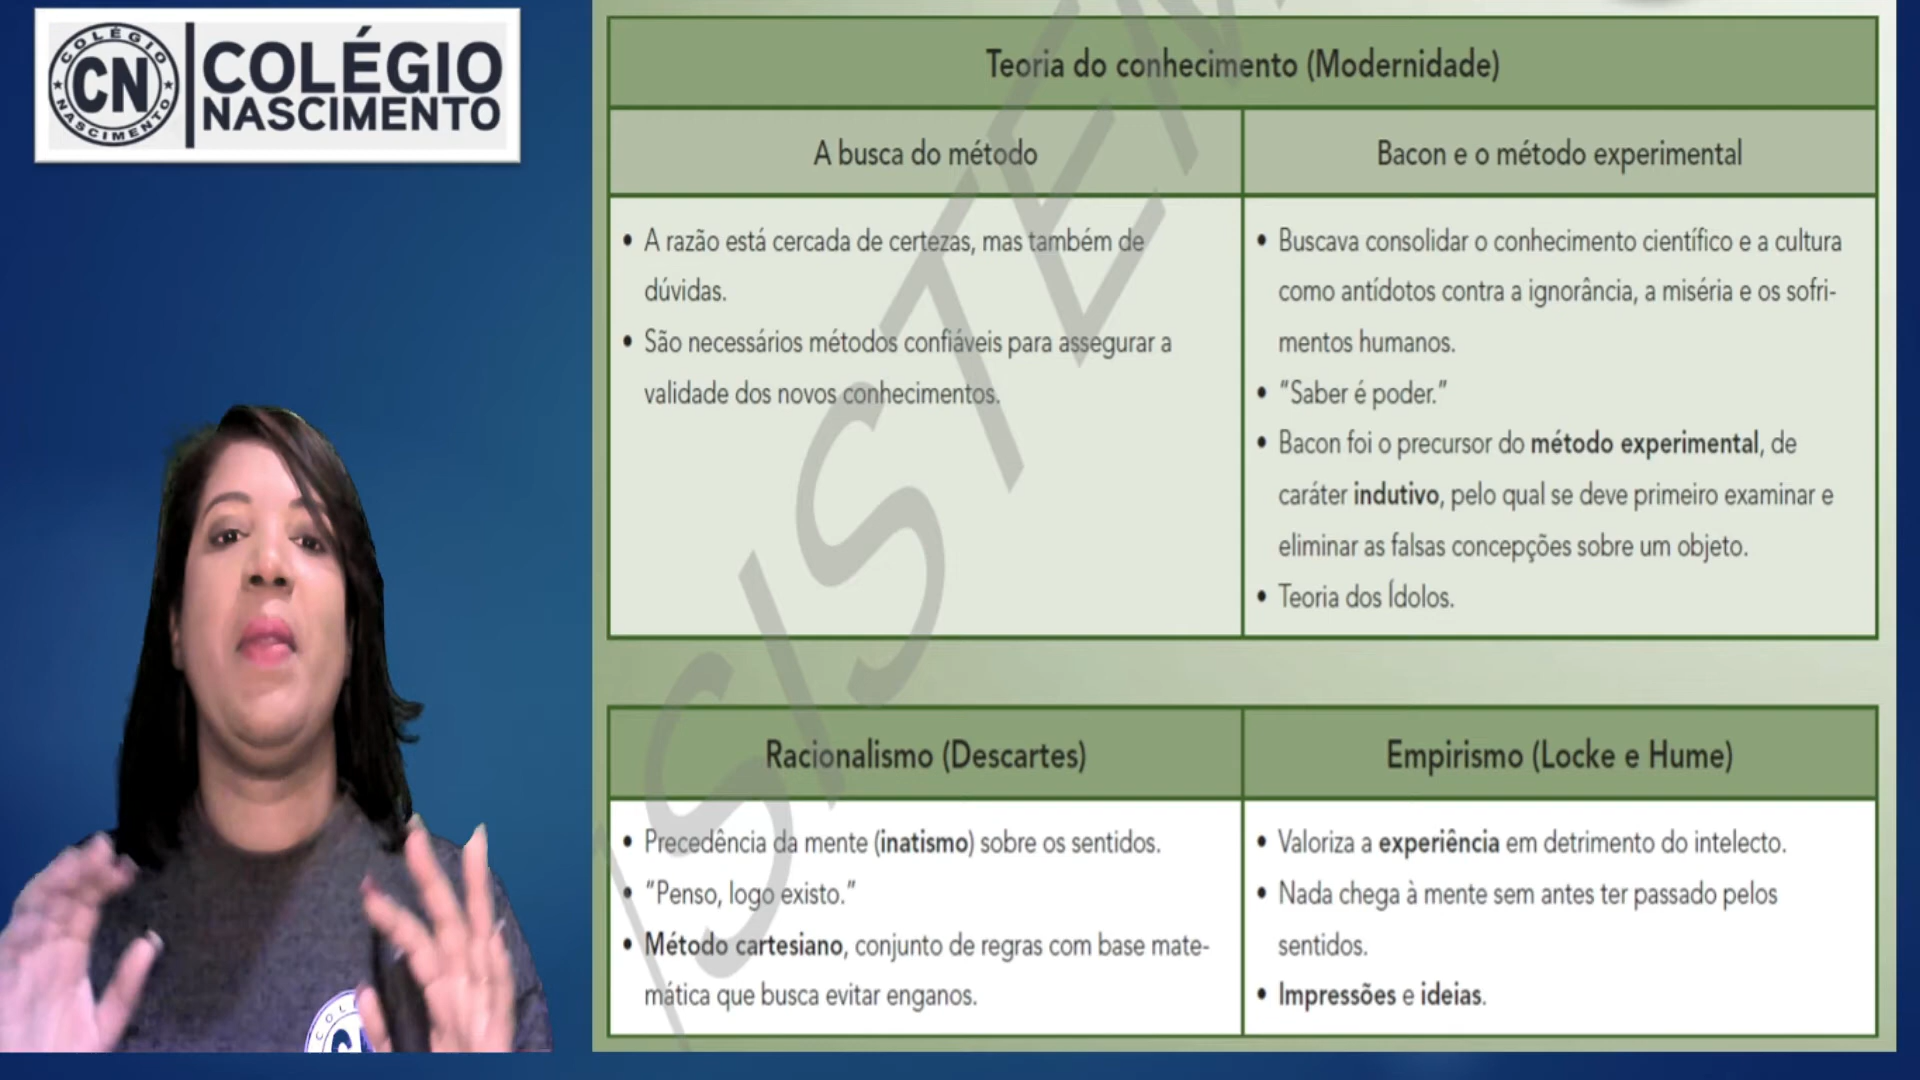 COLÉGIO
CN
NASCIMENTO
COLÉGIO
NASCIMENTO
Teoria do conhecimento (Modernidade)
A busca do método
• A razão está cercada de certezas, mas também de
dúvidas.
• São necessários métodos confiáveis para assegurar a
validade dos novos conhecimentos.
Bacon e o método experimental
• Buscava consolidar o conhecimento científico e a cultura
como antídotos contra a ignorância, a miséria e os sofri-
mentos humanos.
• “Saber é poder.”
• Bacon foi o precursor do método experimental, de
caráter indutivo, pelo qual se deve primeiro examinar e
eliminar as falsas concepções sobre um objeto.
• Teoria dos Ídolos.
Racionalismo (Descartes)
• Precedência da mente (inatismo) sobre os sentidos.
• “Penso, logo existo.”
• Método cartesiano, conjunto de regras com base mate-
mática que busca evitar enganos.
Empirismo (Locke e Hume)
• Valoriza a experiência em detrimento do intelecto.
• Nada chega à mente sem antes ter passado pelos
sentidos.
• Impressões e ideias.